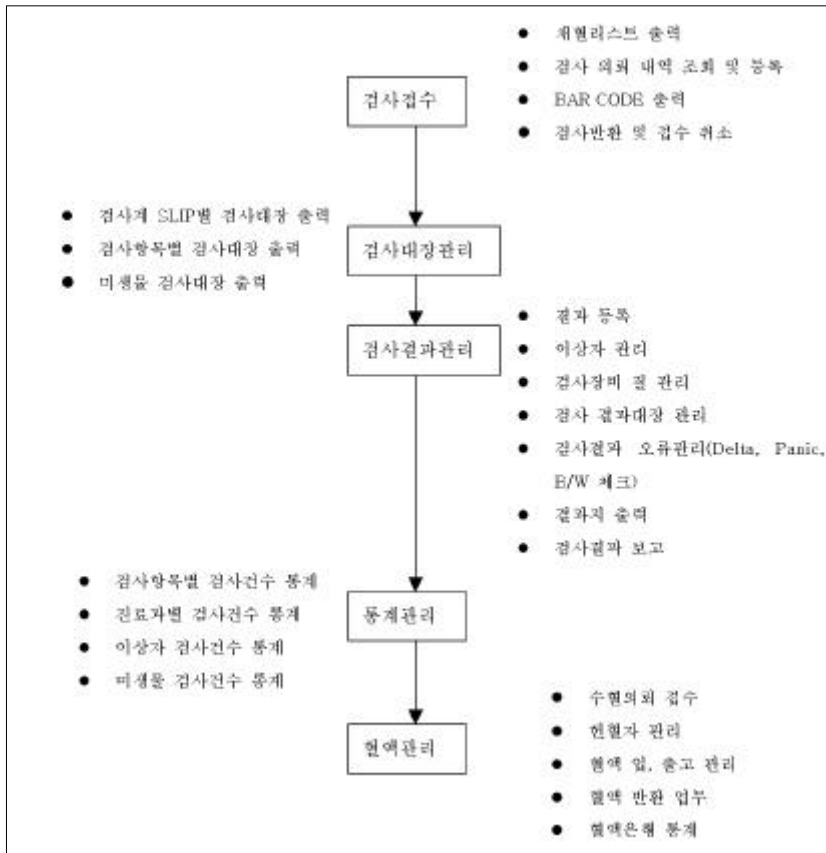 ● 채혈리스트 출력
● 검사 의뢰 내역 조회 및 등록
● BAR CODE 출력
● 검사반환 및 접수 취소
검사접수
● 검사계 SLIP별 검사대장 출력
● 검사항목별 검사대장 출력
● 미생물 검사대장 출력
검사대장관리
검사결과관리
● 결과 등록
● 이상자 관리
● 검사장비 질 관리
● 검사 결과대장 관리
● 검사결과 오류관리(Delta, Panic,
B/W 체크)
● 결과지 출력
● 검사결과 보고
● 검사항목별 검사건수 통계
● 진료과별 검사건수 통계
● 이상자 검사건수 통계
● 미생물 검사건수 통계
통계관리
혈액관리
● 수혈의뢰 접수
● 헌혈자 관리
● 혈액 입, 출고 관리
● 혈액 반환 업무
● 혈액은행 통계